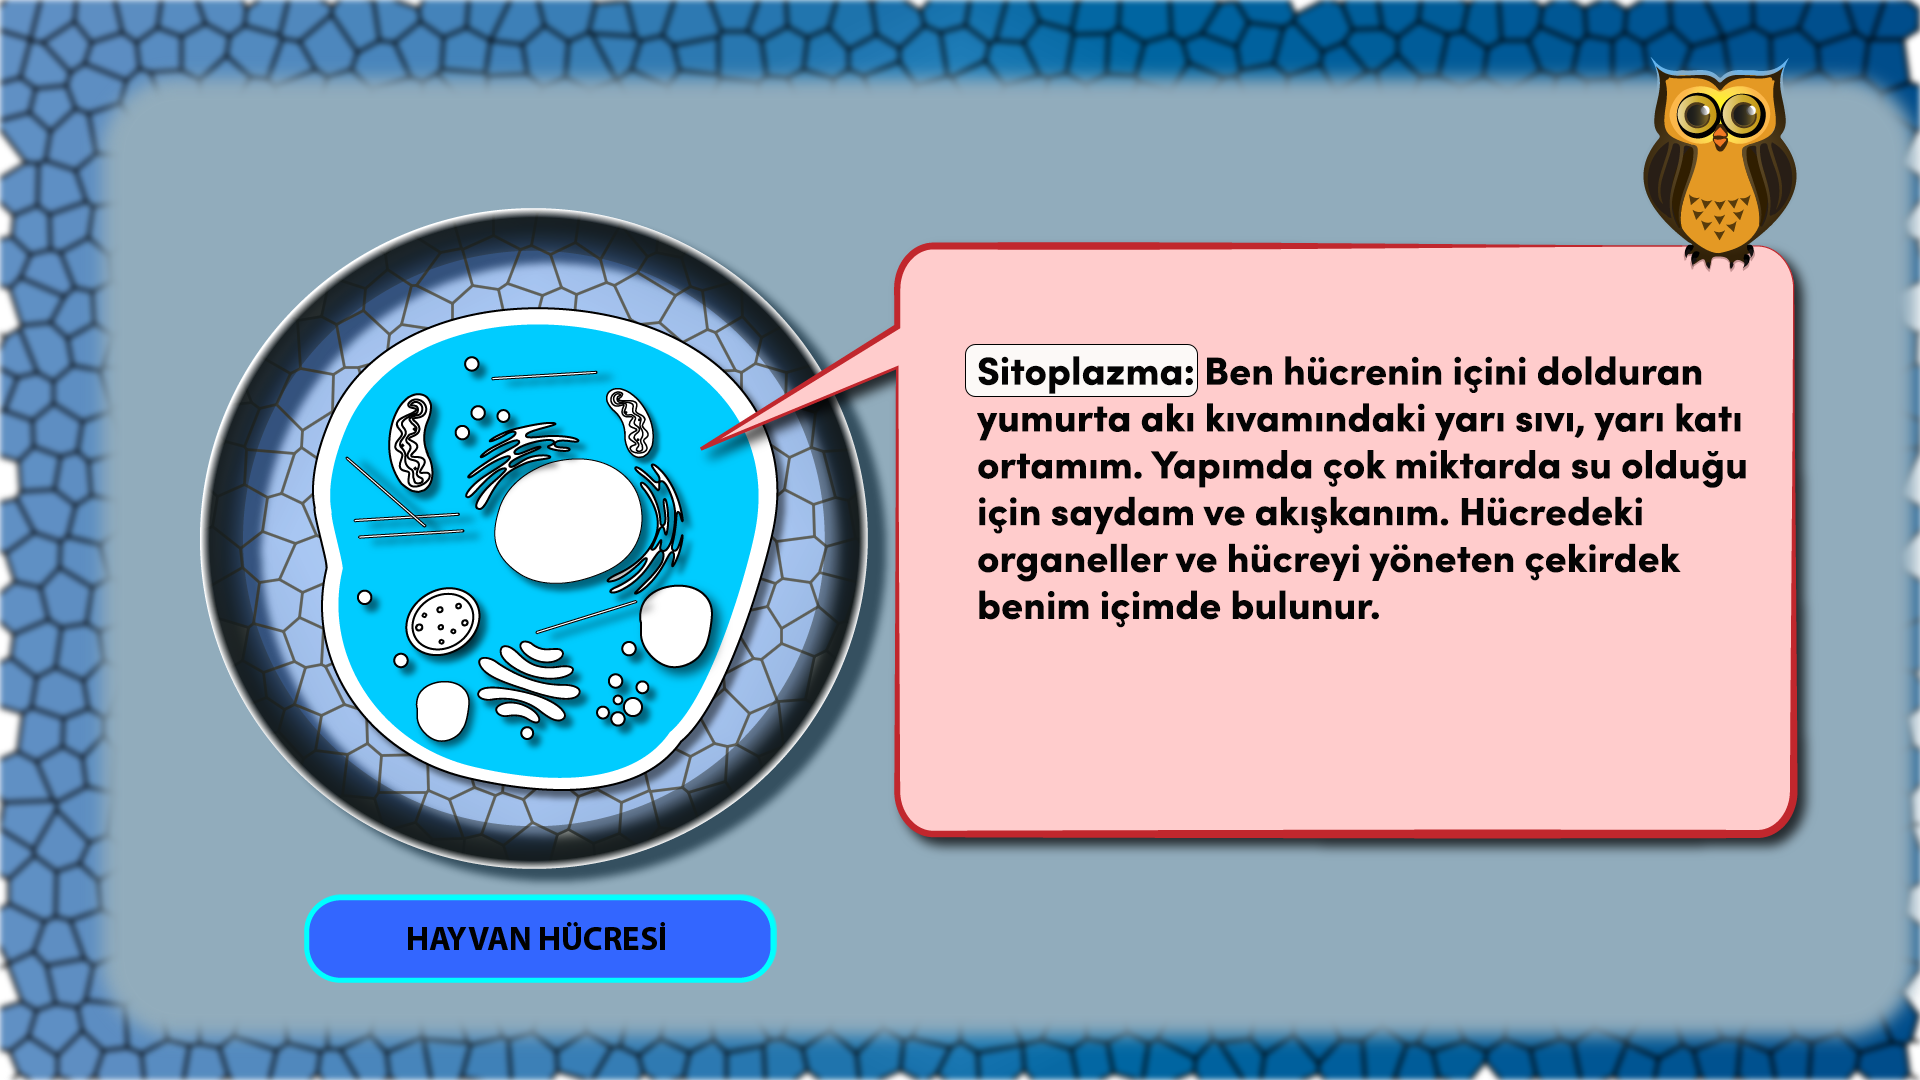 Sitoplazma: Ben hücrenin içini dolduran
yumurta akı kıvamındaki yarı sıvı, yarı katı
ortamım. Yapımda çok miktarda su olduğu
için saydam ve akışkanım. Hücredeki
organeller ve hücreyi yöneten çekirdek
benim içimde bulunur.
HAYVAN HÜCRESİ